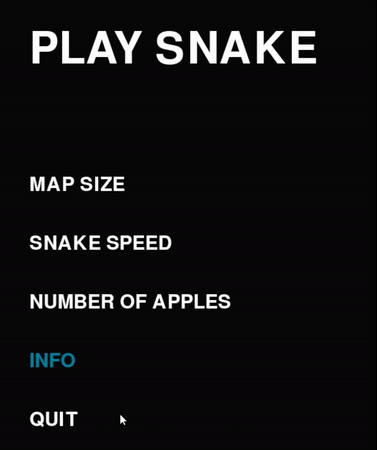 PLAY SNAKE
MAP SIZE
SNAKE SPEED
NUMBER OF APPLES
INFO
QUIT